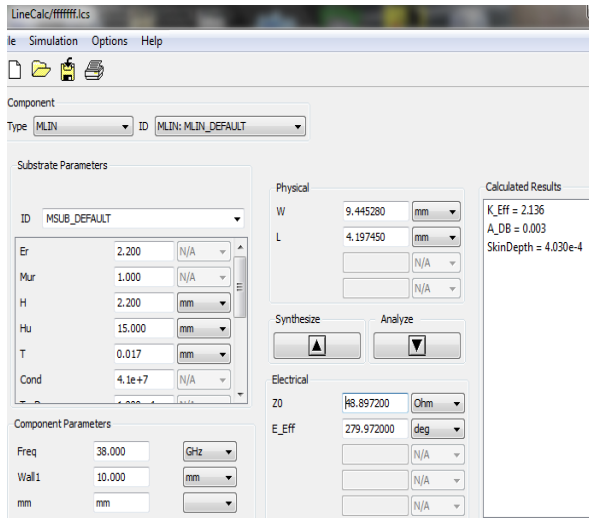 LineCalc/fffffff.lcs
le Simulation Options Help
Component
Type MLIN ID MLIN: MLIN_DEFAULT
Substrate Parameters
ID MSUB_DEFAULT
Er 2.200 N/A
Mur 1.000 N/A
H 2.200 mm
Hu 15.000 mm
T 0.017 mm
Cond 4.1e+7 N/A
Component Parameters
Freq 38.000 GHz
Wall1 10.000 mm
mm mm
Physical
W 9.445280 mm
L 4.197450 mm
N/A
N/A
Synthesize Analyze
Electrical
Z0 48.897200 Ohm
E_Eff 279.972000 deg
N/A
N/A
N/A
Calculated Results
K_Eff = 2.136
A_DB = 0.003
SkinDepth = 4.030e-4